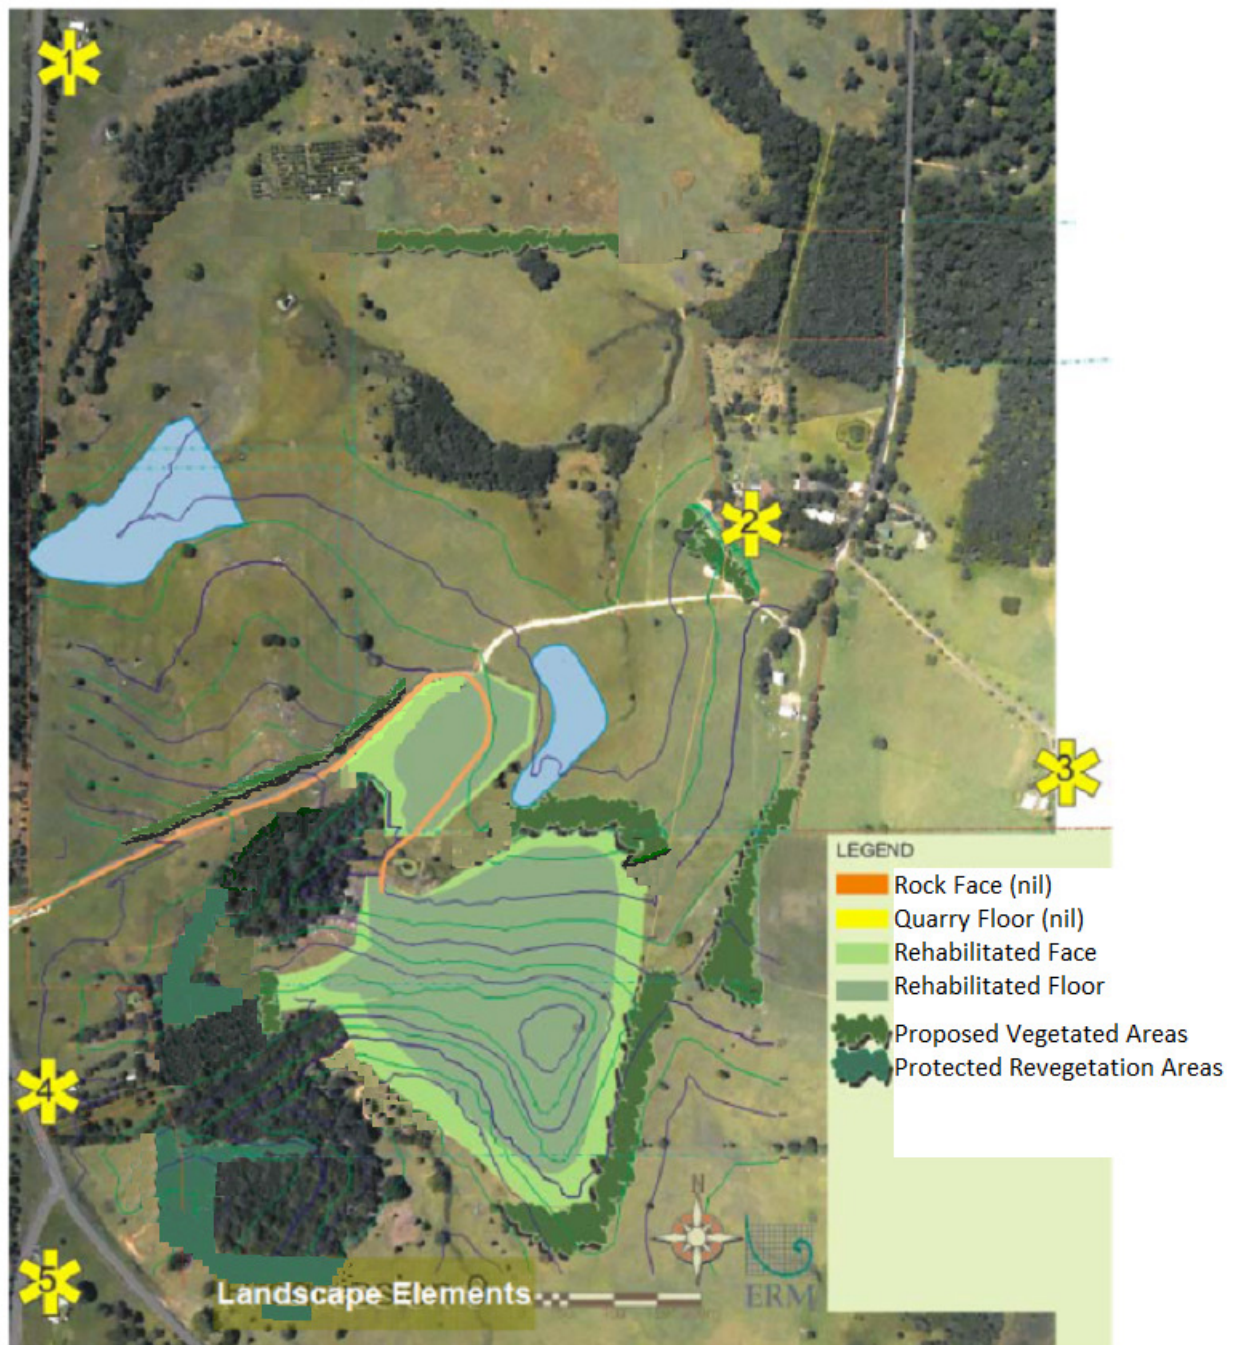 1
2
3
LEGEND
Rock Face (nil)
Quarry Floor (nil)
Rehabilitated Face
Rehabilitated Floor
Proposed Vegetated Areas
Protected Revegetation Areas
4
N
5
Landscape Elements
ERM